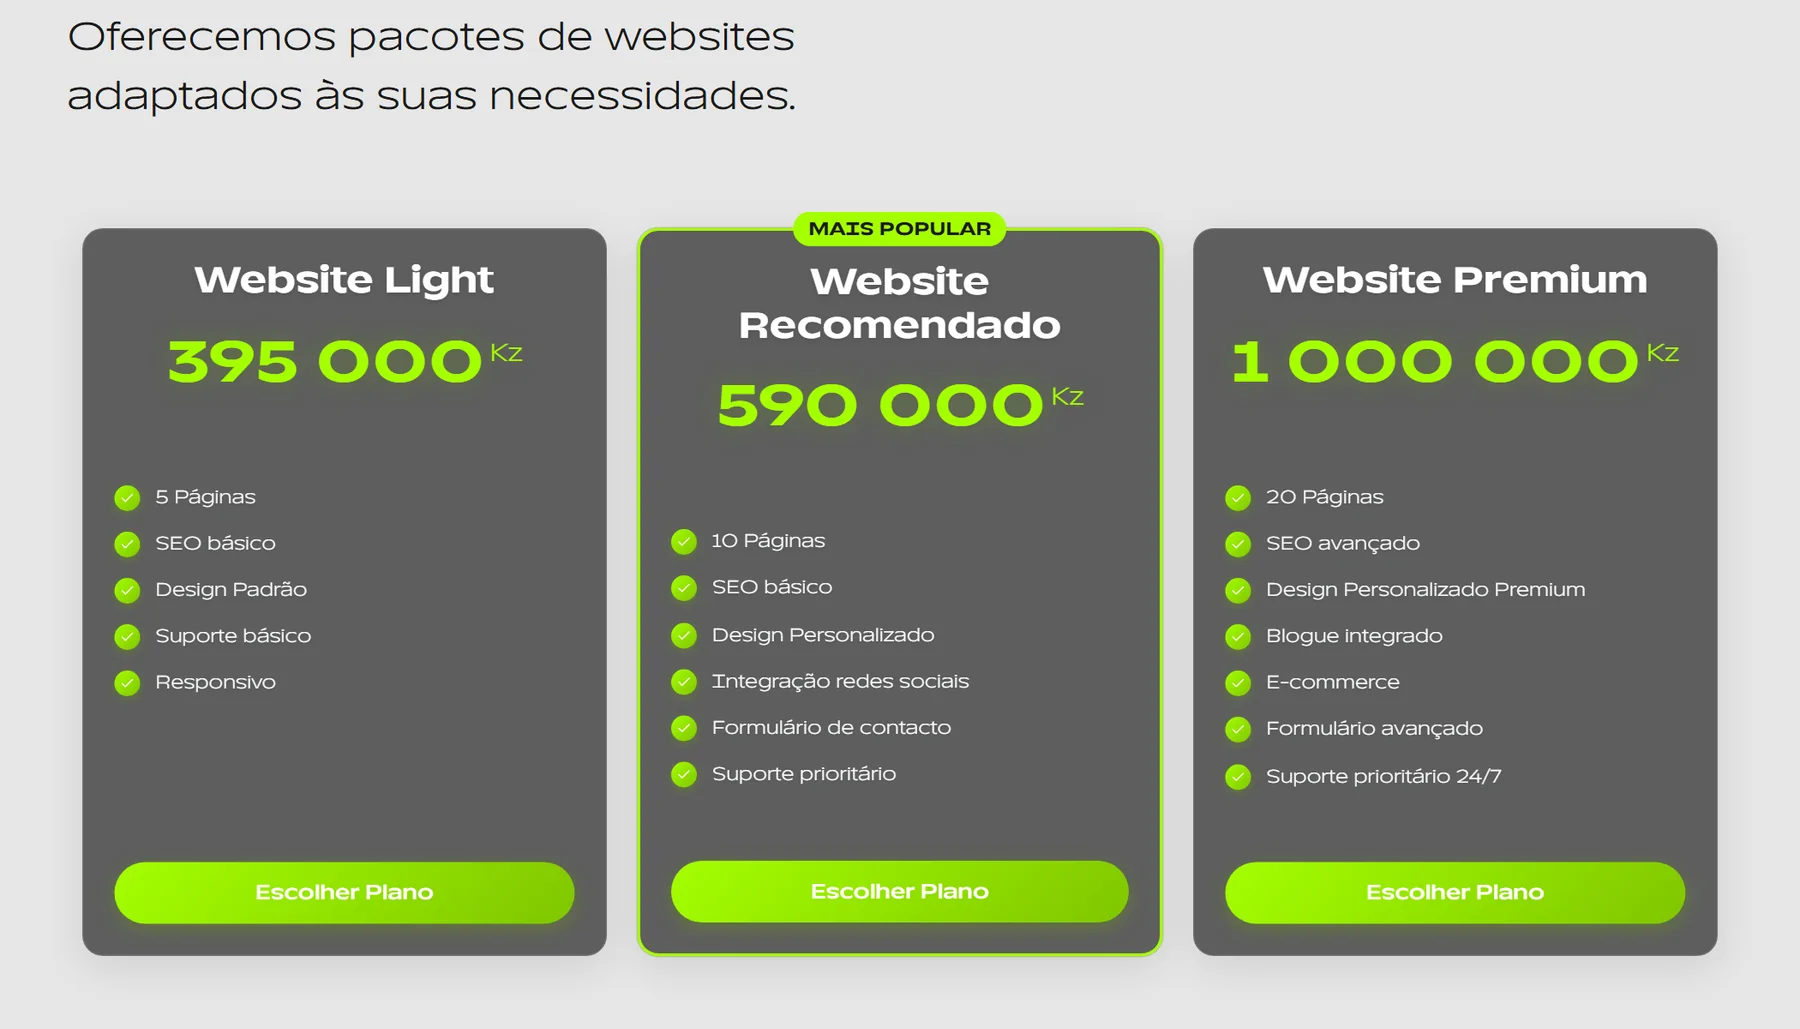 Oferecemos pacotes de websites
adaptados às suas necessidades.
Website Light
395 000 Kz
5 Páginas
SEO básico
Design Padrão
Suporte básico
Responsivo
Escolher Plano
MAIS POPULAR
Website
Recomendado
590 000 Kz
10 Páginas
SEO básico
Design Personalizado
Integração redes sociais
Formulário de contacto
Suporte prioritário
Escolher Plano
Website Premium
1 000 000 Kz
20 Páginas
SEO avançado
Design Personalizado Premium
Blogue integrado
E-commerce
Formulário avançado
Suporte prioritário 24/7
Escolher Plano